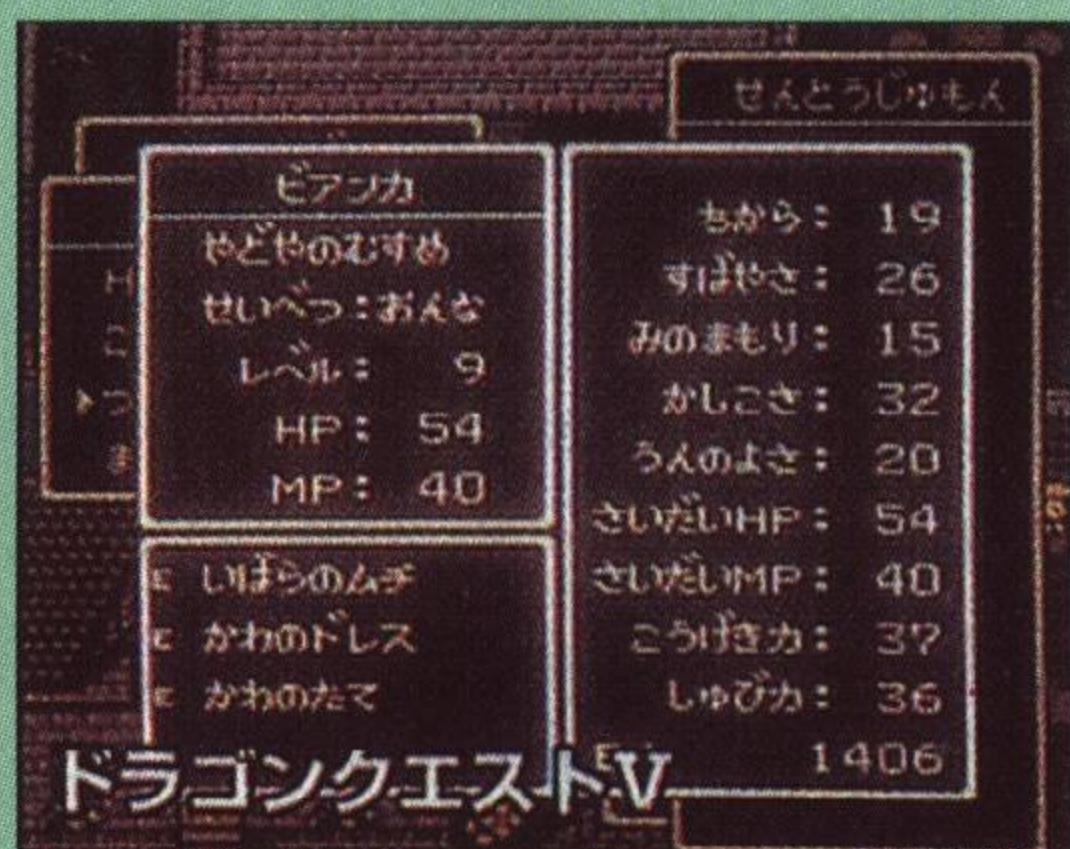 せんとうじゅもん
ビアンカ
やどやのむすめ
せいべつ:おんな
レベル: 9
HP: 54
MP: 40
E いばらのムチ
E かわのドレス
E かわのたて
ちから: 19
すばやさ: 26
みのまもり: 15
かしこさ: 32
うんのよさ: 20
さいだいHP: 54
さいだいMP: 40
こうげき力: 37
しゅび力: 36
E 1406
ドラゴンクエストV